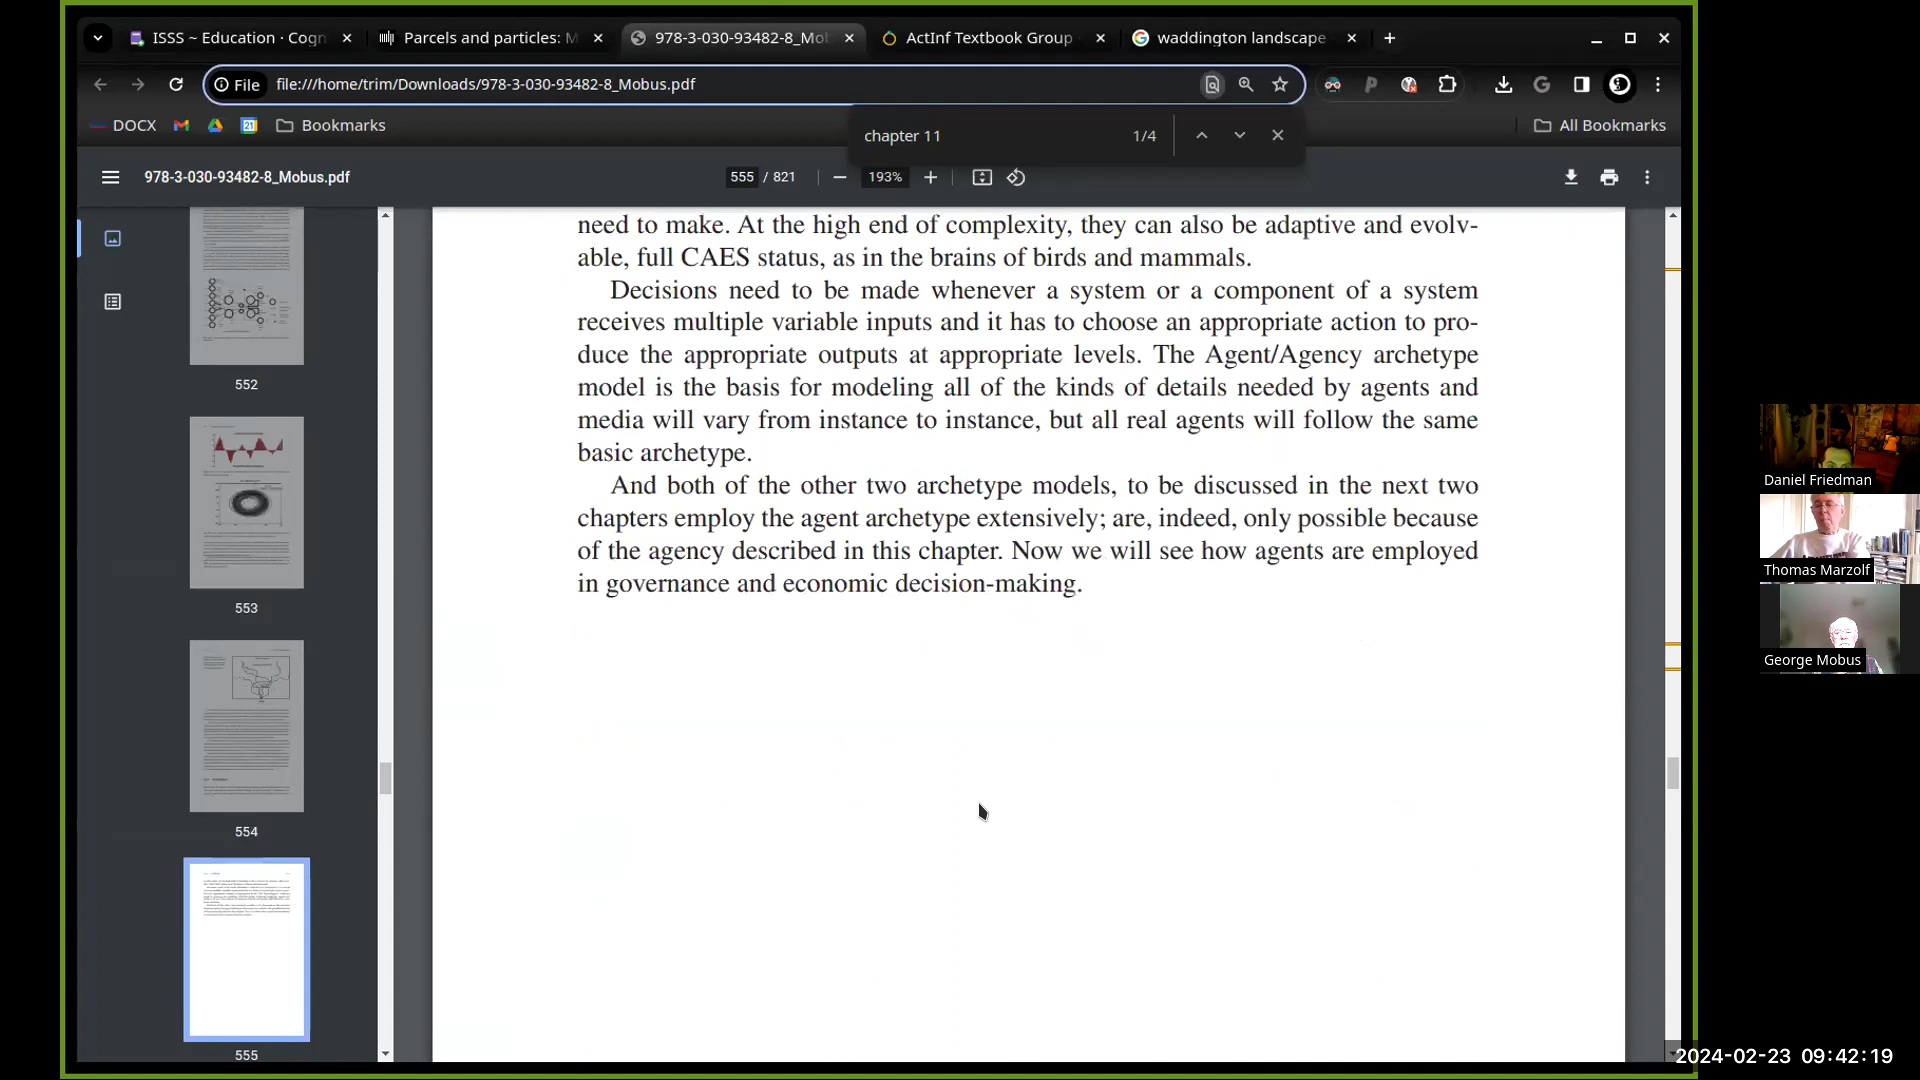 ISSS ~ Education · Cogn
Parcels and particles: M
978-3-030-93482-8_Mob
ActInf Textbook Group
waddington landscape
File
file:///home/trim/Downloads/978-3-030-93482-8_Mobus.pdf
DOCX
Bookmarks
All Bookmarks
chapter 11
1/4
978-3-030-93482-8_Mobus.pdf
555 / 821
193%
need to make. At the high end of complexity, they can also be adaptive and evolv-
able, full CAES status, as in the brains of birds and mammals.
Decisions need to be made whenever a system or a component of a system
receives multiple variable inputs and it has to choose an appropriate action to pro-
duce the appropriate outputs at appropriate levels. The Agent/Agency archetype
model is the basis for modeling all of the kinds of details needed by agents and
media will vary from instance to instance, but all real agents will follow the same
basic archetype.
And both of the other two archetype models, to be discussed in the next two
chapters employ the agent archetype extensively; are, indeed, only possible because
of the agency described in this chapter. Now we will see how agents are employed
in governance and economic decision-making.
552
553
554
555
Daniel Friedman
Thomas Marzolf
George Mobus
2024-02-23 09:42:19